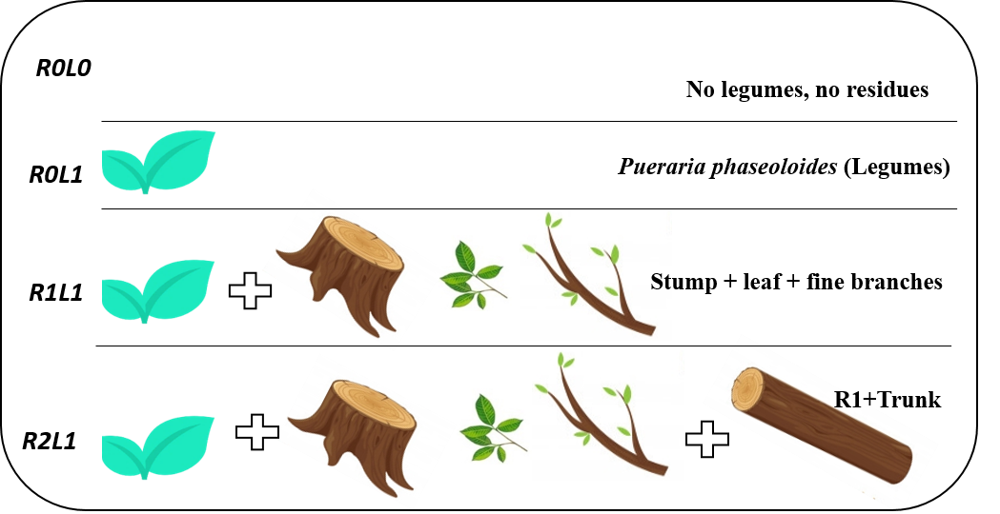 R0L0
No legumes, no residues
R0L1
Pueraria phaseoloides (Legumes)
R1L1
Stump + leaf + fine branches
R2L1
R1+Trunk